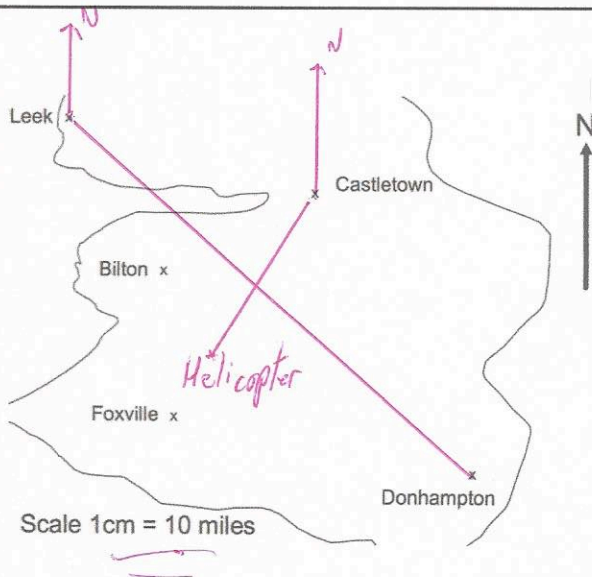 N
N
Leek
Castletown
N
Bilton
Helicopter
Foxville
Donhampton
Scale 1cm = 10 miles